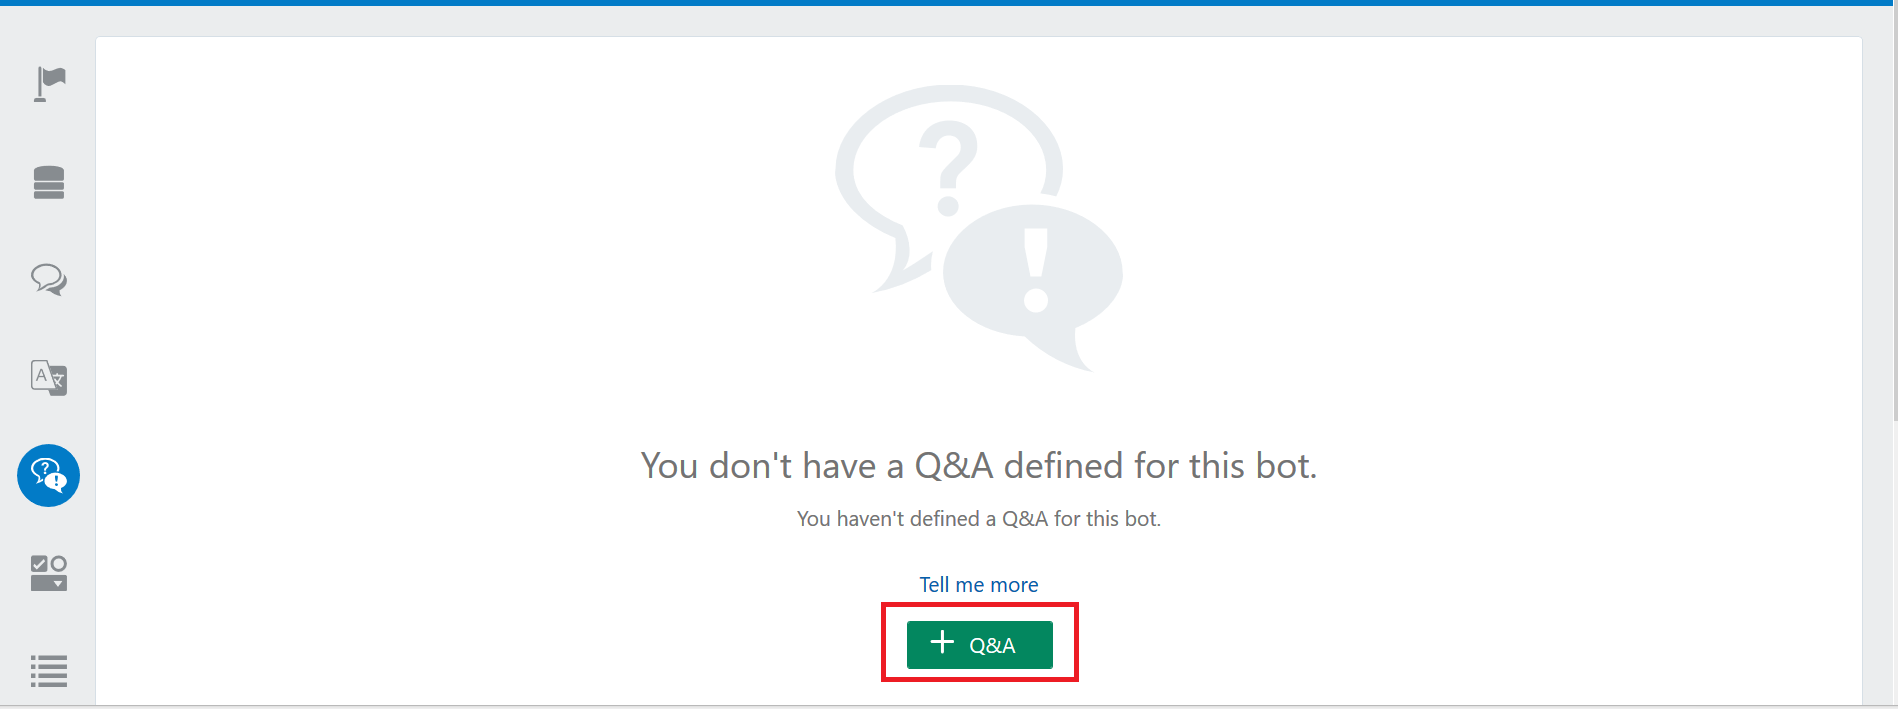 You don't have a Q&A defined for this bot.
You haven't defined a Q&A for this bot.
Tell me more
+ Q&A